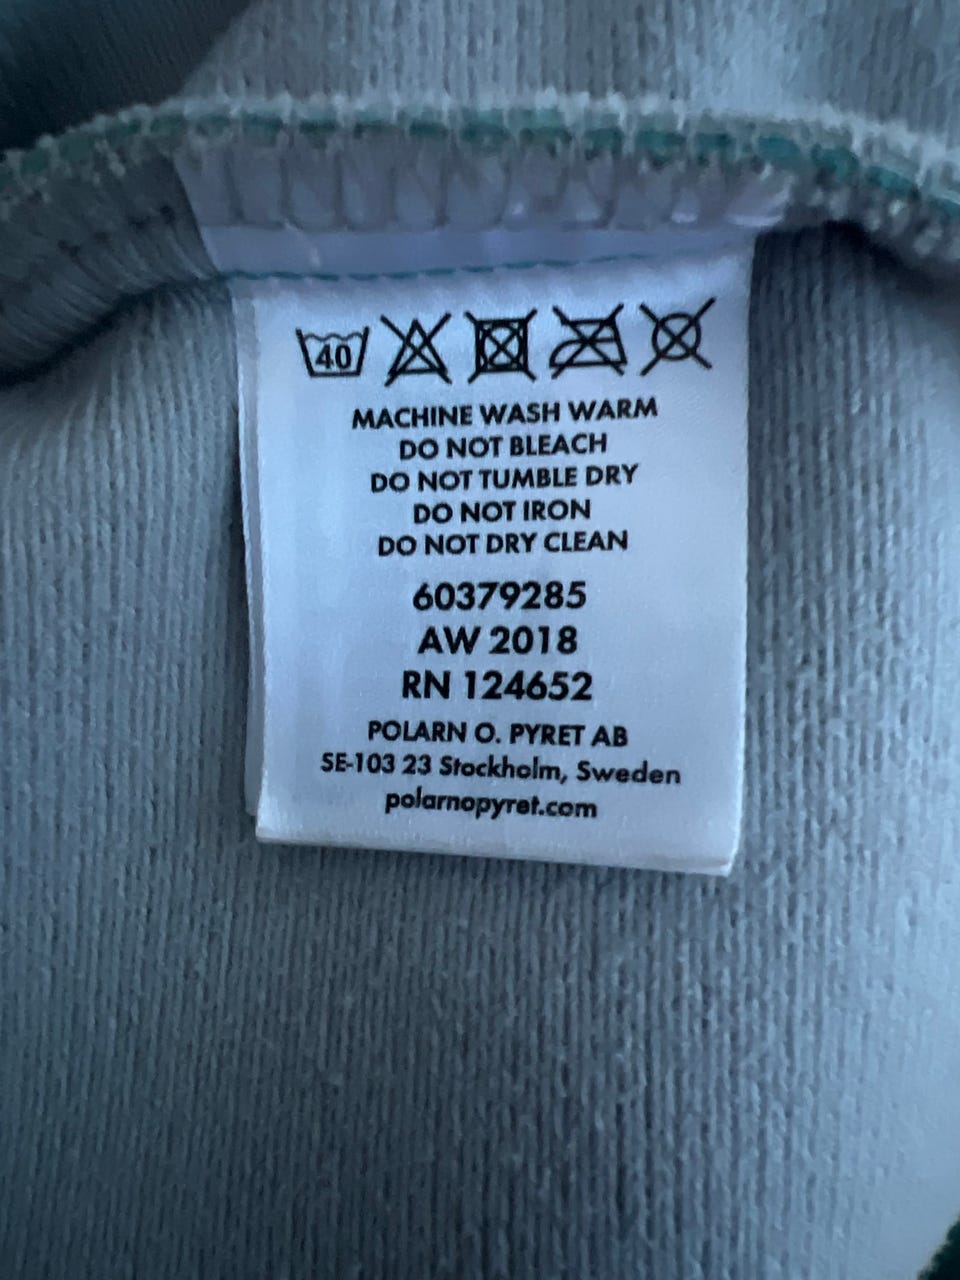 40
MACHINE WASH WARM
DO NOT BLEACH
DO NOT TUMBLE DRY
DO NOT IRON
DO NOT DRY CLEAN
60379285
AW 2018
RN 124652
POLARN O. PYRET AB
SE-103 23 Stockholm, Sweden
polarnopyret.com